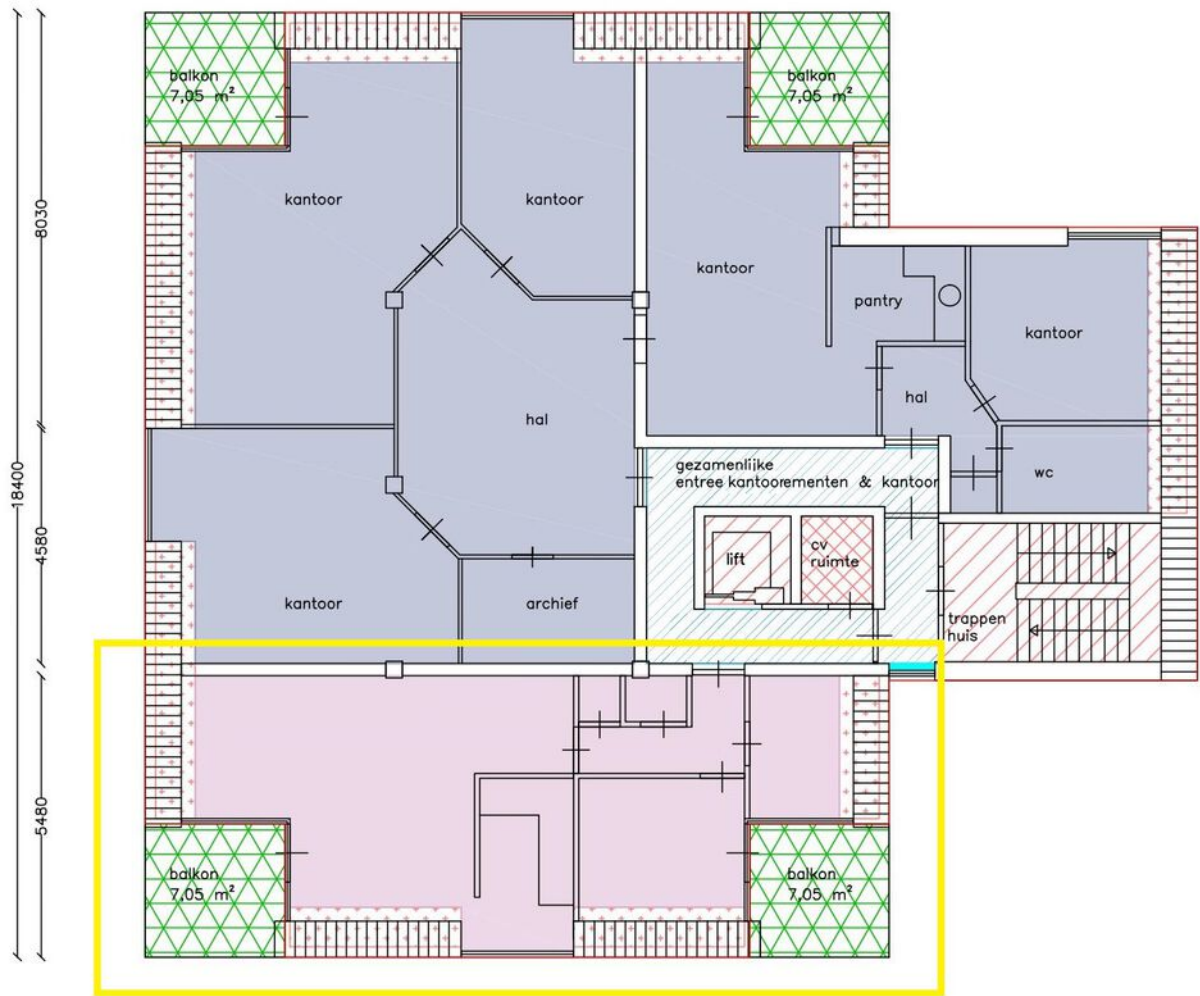 balkon
7,05 m²
balkon
7,05 m²
kantoor
kantoor
8030
kantoor
pantry
kantoor
hal
hal
18400
gezamenlijke
entree kantoorementen & kantoor
wc
4580
lift
cv
ruimte
kantoor
archief
trappen
huis
5480
balkon
7,05 m²
balkon
7,05 m²